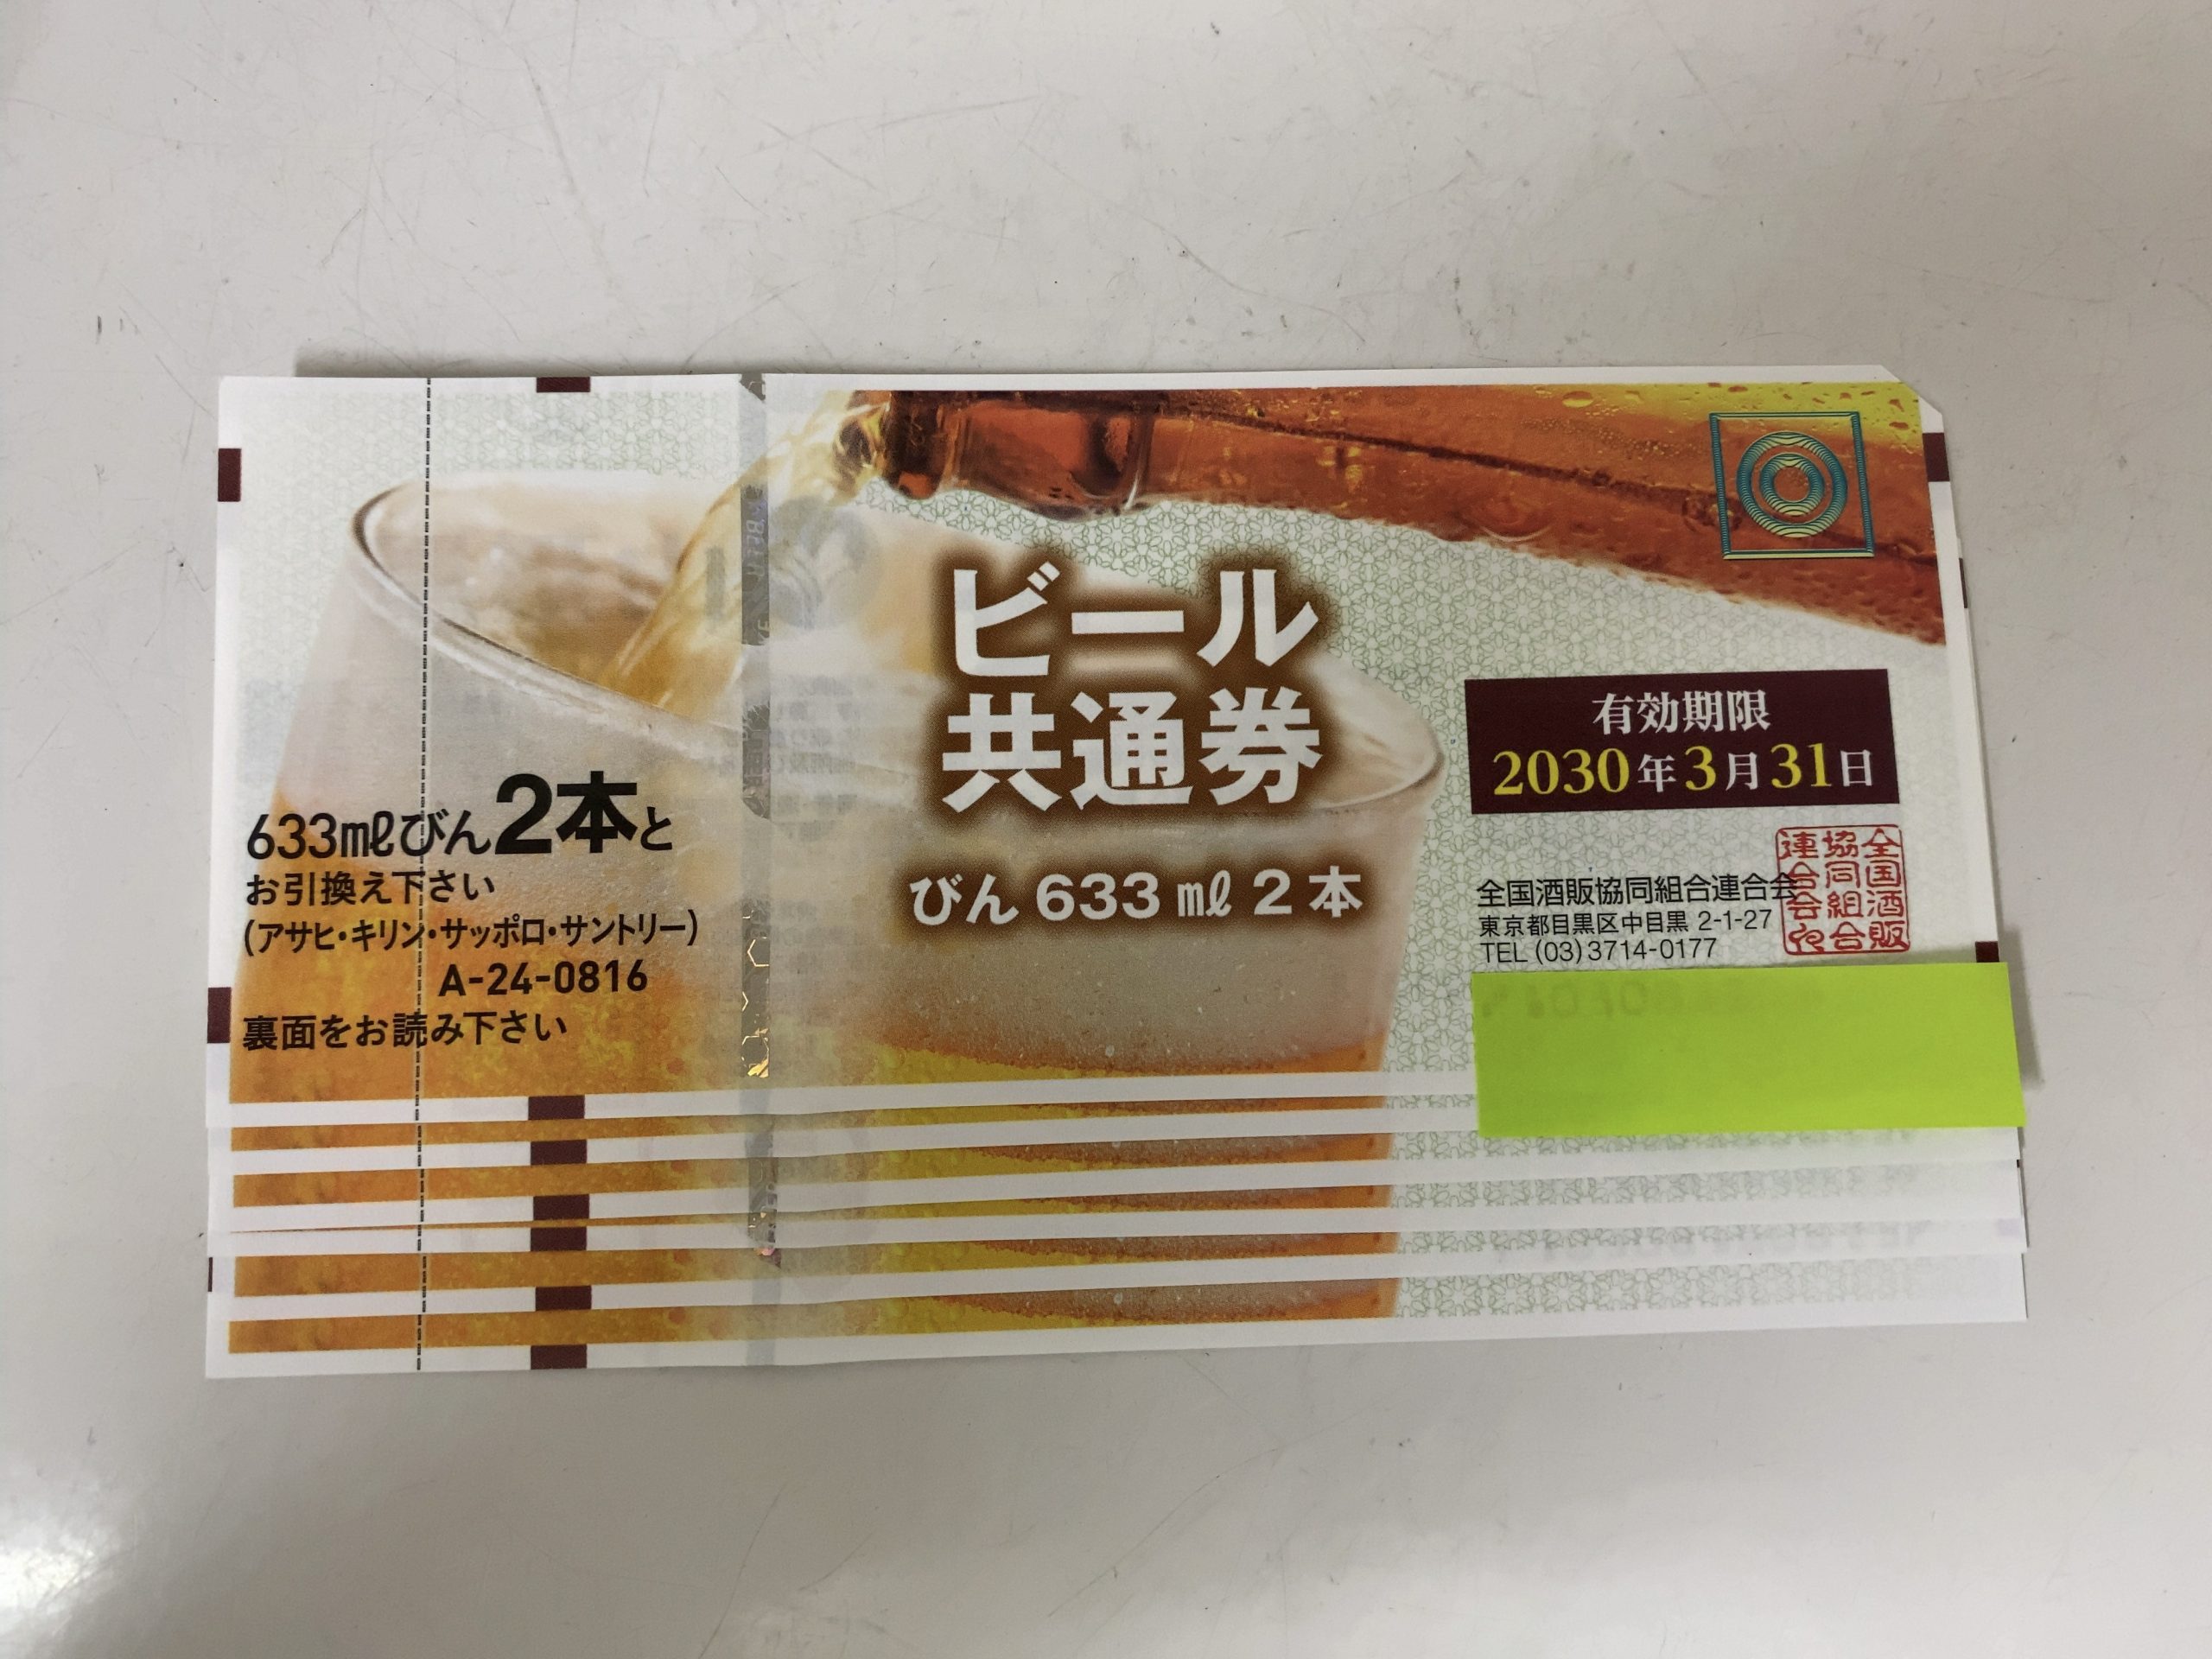 ビール
共通券
びん 633 ㎖ 2 本
有効期限
2030年3月31日
全国酒販協同組合連合会
東京都目黒区中目黒 2-1-27
TEL (03) 3714-0177
全国酒販
協同組合
連合会
633㎖びん2本と
お引換え下さい
(アサヒ・キリン・サッポロ・サントリー)
A-24-0816
裏面をお読み下さい